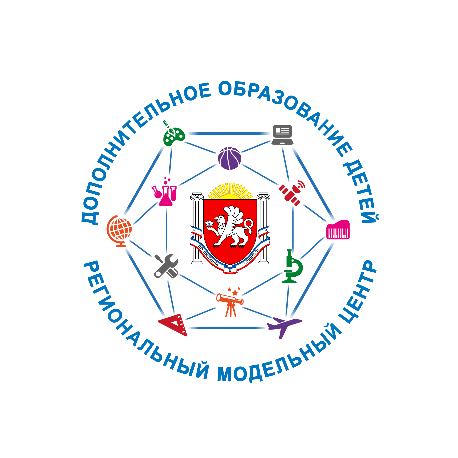 ДОПОЛНИТЕЛЬНОЕ ОБРАЗОВАНИЕ ДЕТЕЙ
РЕГИОНАЛЬНЫЙ МОДЕЛЬНЫЙ ЦЕНТР